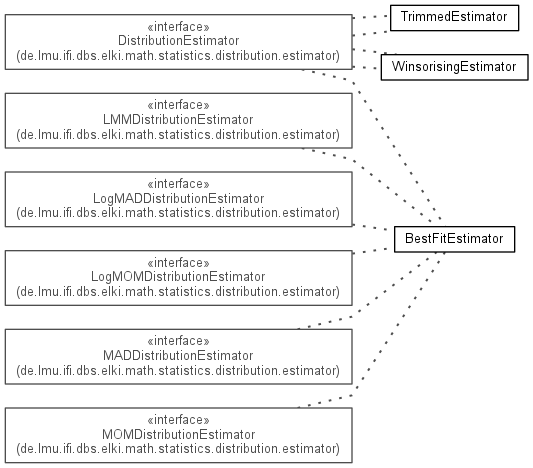 «interface»
DistributionEstimator
(de.lmu.ifi.dbs.elki.math.statistics.distribution.estimator)
TrimmedEstimator
WinsorisingEstimator
«interface»
LMMDistributionEstimator
(de.lmu.ifi.dbs.elki.math.statistics.distribution.estimator)
«interface»
LogMADDistributionEstimator
(de.lmu.ifi.dbs.elki.math.statistics.distribution.estimator)
BestFitEstimator
«interface»
LogMOMDistributionEstimator
(de.lmu.ifi.dbs.elki.math.statistics.distribution.estimator)
«interface»
MADDistributionEstimator
(de.lmu.ifi.dbs.elki.math.statistics.distribution.estimator)
«interface»
MOMDistributionEstimator
(de.lmu.ifi.dbs.elki.math.statistics.distribution.estimator)